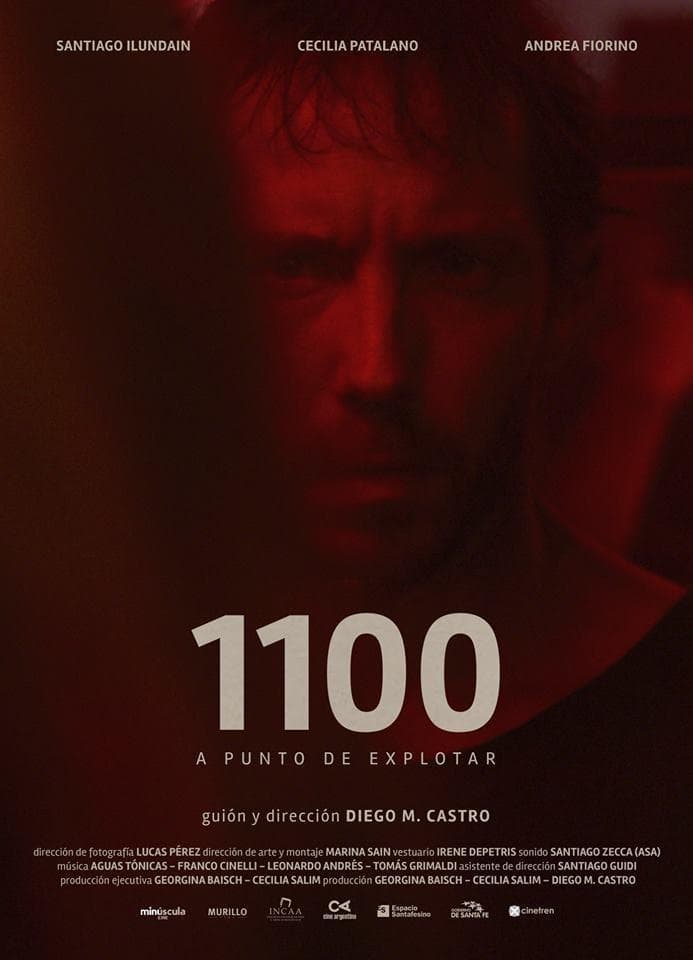 SANTIAGO ILUNDAIN CECILIA PATALANO ANDREA FIORINO
1100
A PUNTO DE EXPLOTAR
guión y dirección DIEGO M. CASTRO
dirección de fotografía LUCAS PÉREZ dirección de arte y montaje MARINA SAIN vestuario IRENE DEPETRIS sonido SANTIAGO ZECCA (ASA)
música AGUAS TÓNICAS – FRANCO CINELLI – LEONARDO ANDRÉS – TOMÁS GRIMALDI asistente de dirección SANTIAGO GUIDI
producción ejecutiva GEORGINA BAISCH – CECILIA SALIM producción GEORGINA BAISCH – CECILIA SALIM – DIEGO M. CASTRO
minúscula CINE MURILLO INCAA CA cine argentino Espacio Santafesino GOBIERNO DE SANTA FE cinetren